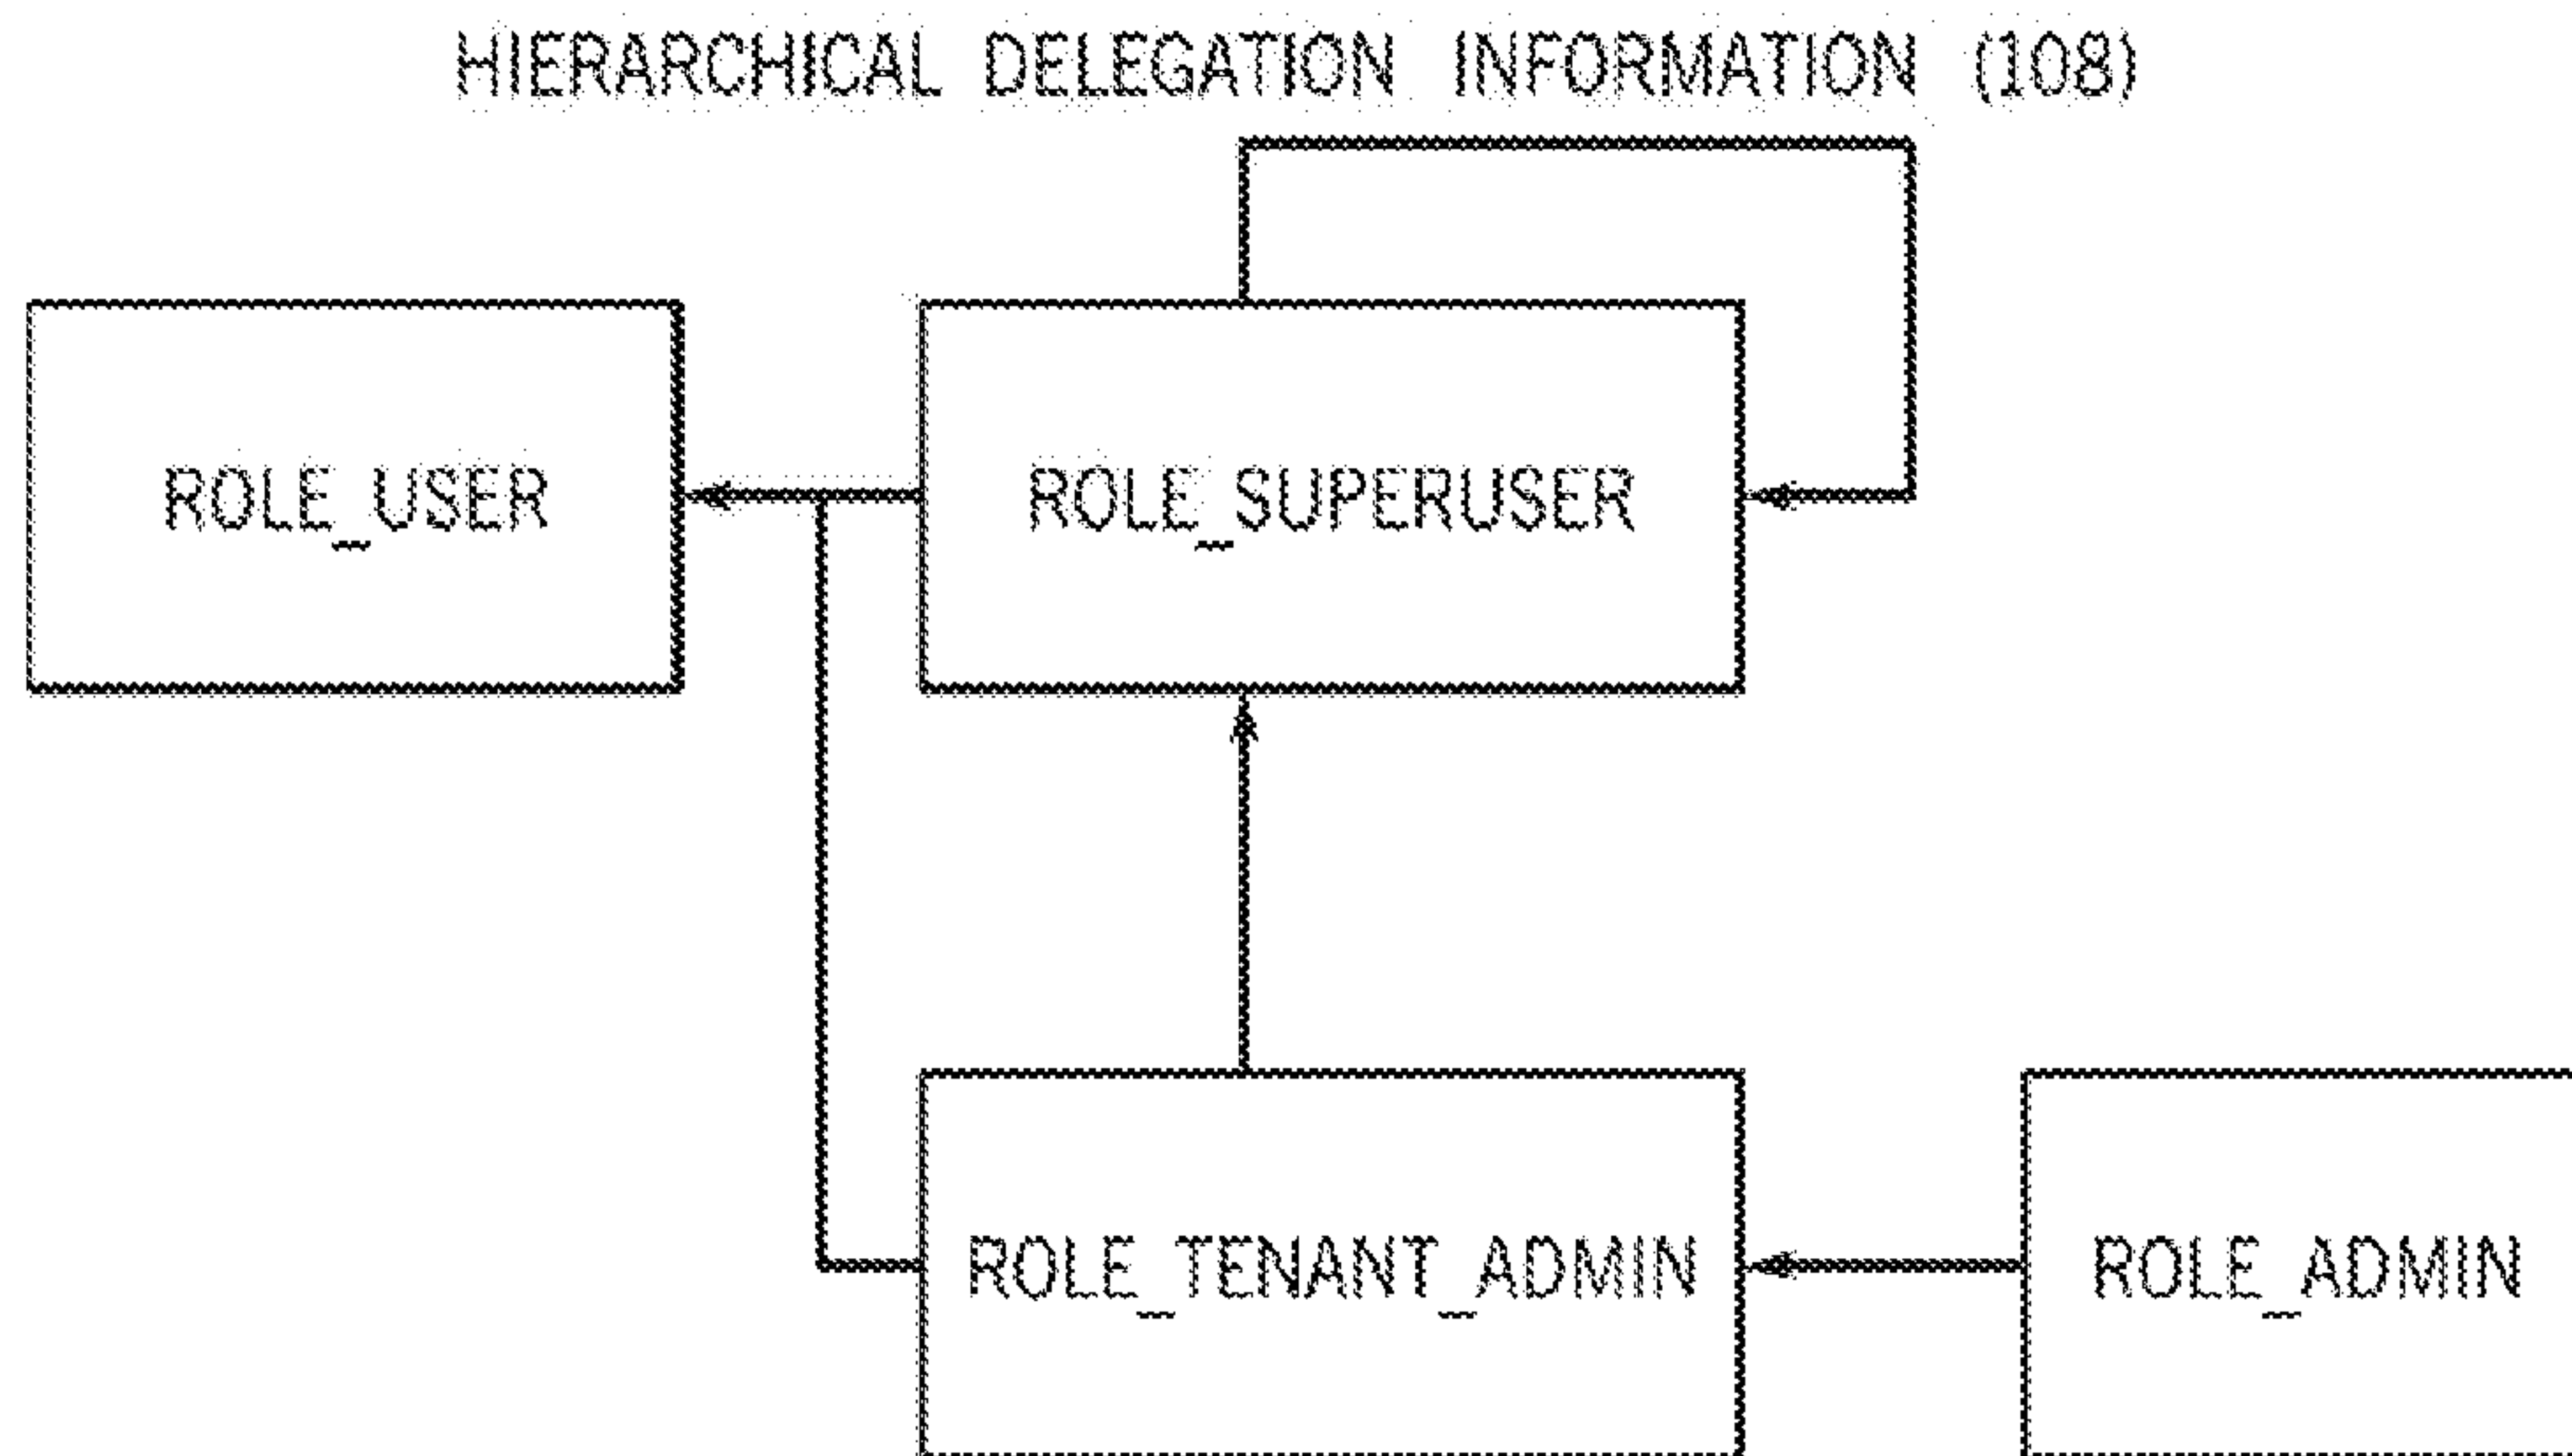 HIERARCHICAL DELEGATION INFORMATION (108)
ROLE_USER
ROLE_SUPERUSER
ROLE_TENANT_ADMIN
ROLE_ADMIN